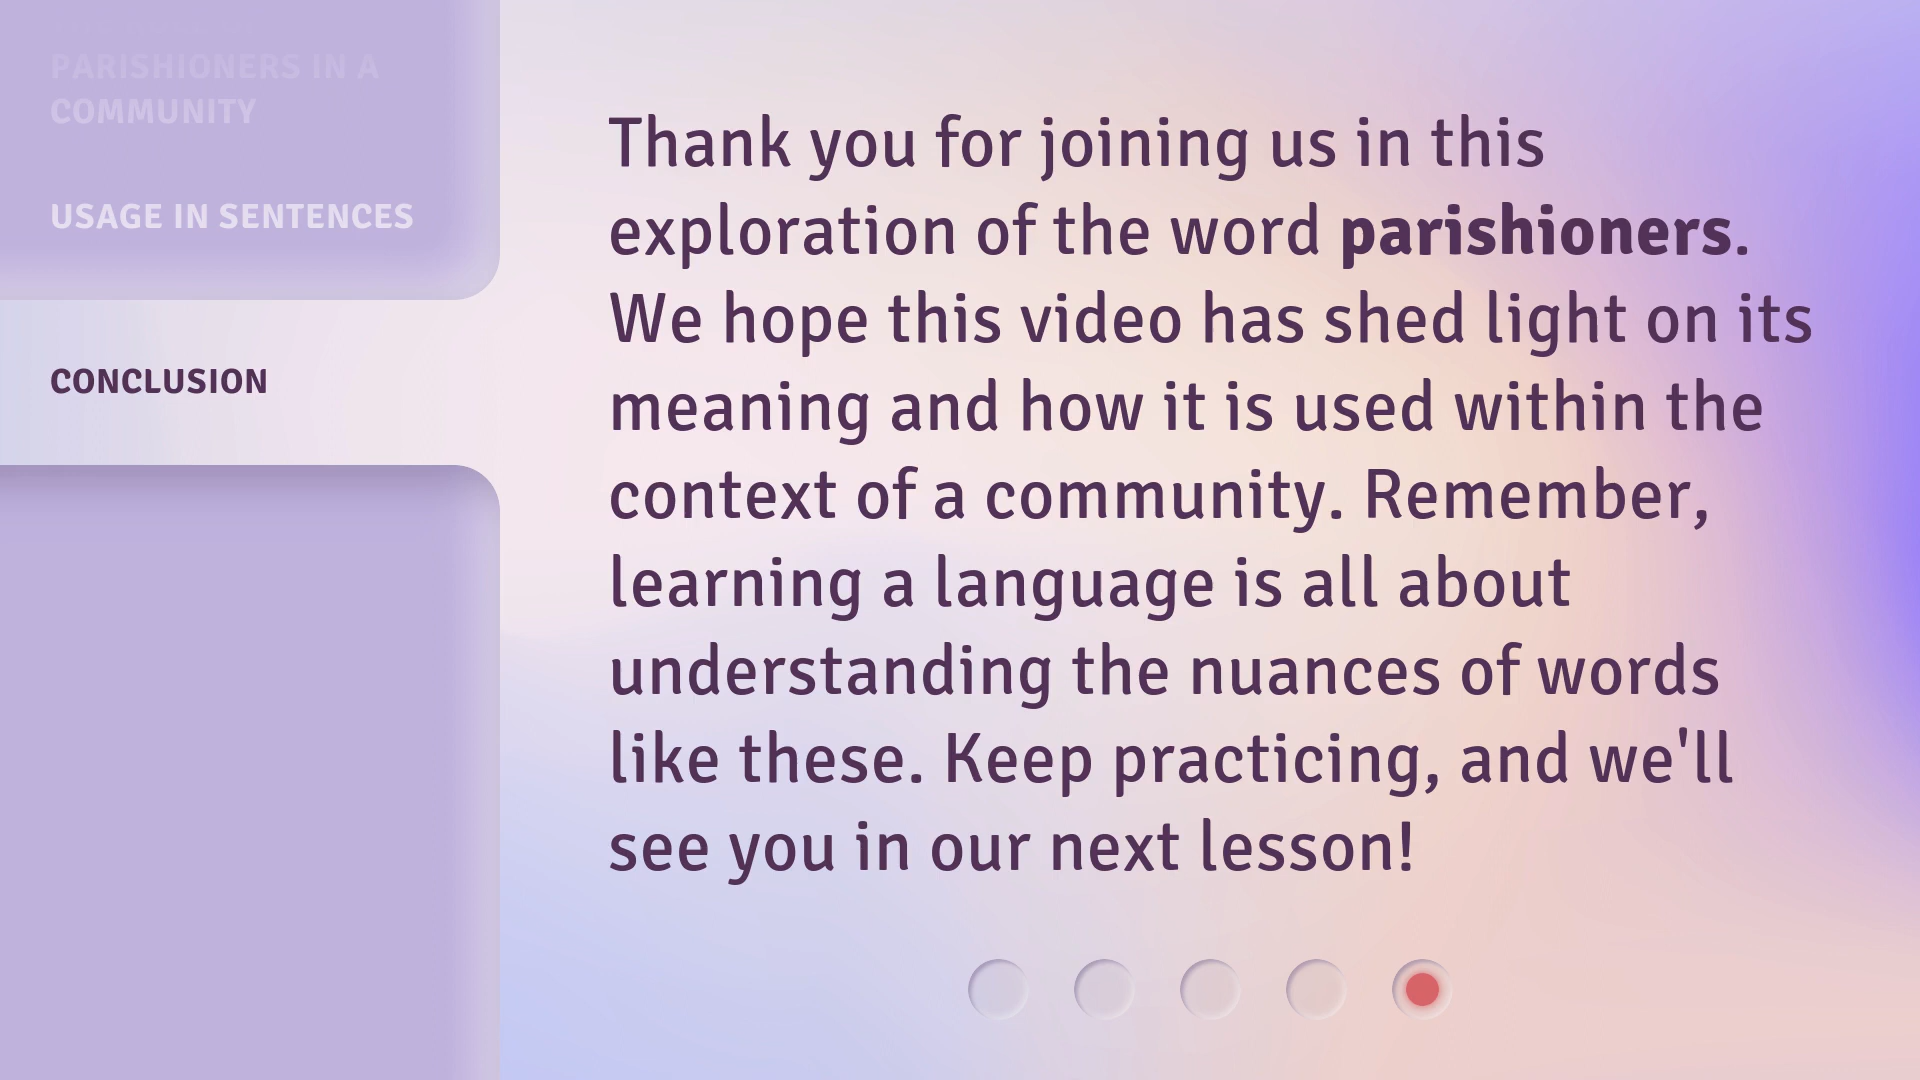 PARISHIONERS IN A
COMMUNITY
USAGE IN SENTENCES
CONCLUSION
Thank you for joining us in this
exploration of the word parishioners.
We hope this video has shed light on its
meaning and how it is used within the
context of a community. Remember,
learning a language is all about
understanding the nuances of words
like these. Keep practicing, and we'll
see you in our next lesson!